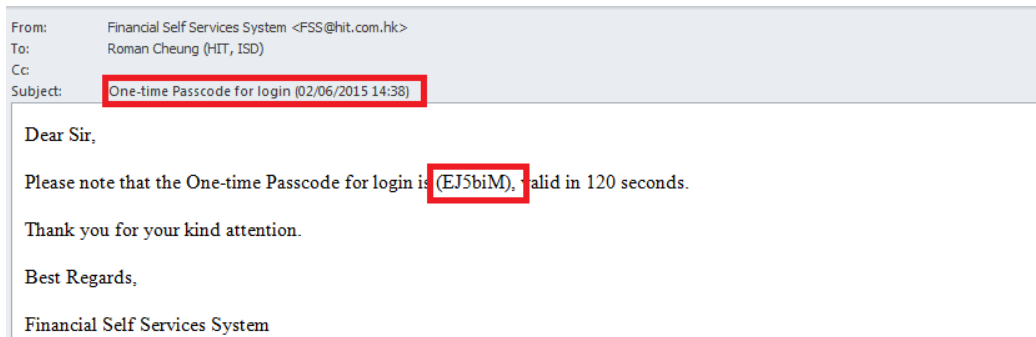 From: Financial Self Services System <FSS@hit.com.hk>
To: Roman Cheung (HIT, ISD)
Cc:
Subject: One-time Passcode for login (02/06/2015 14:38)
Dear Sir,
Please note that the One-time Passcode for login is (EJ5biM), valid in 120 seconds.
Thank you for your kind attention.
Best Regards,
Financial Self Services System